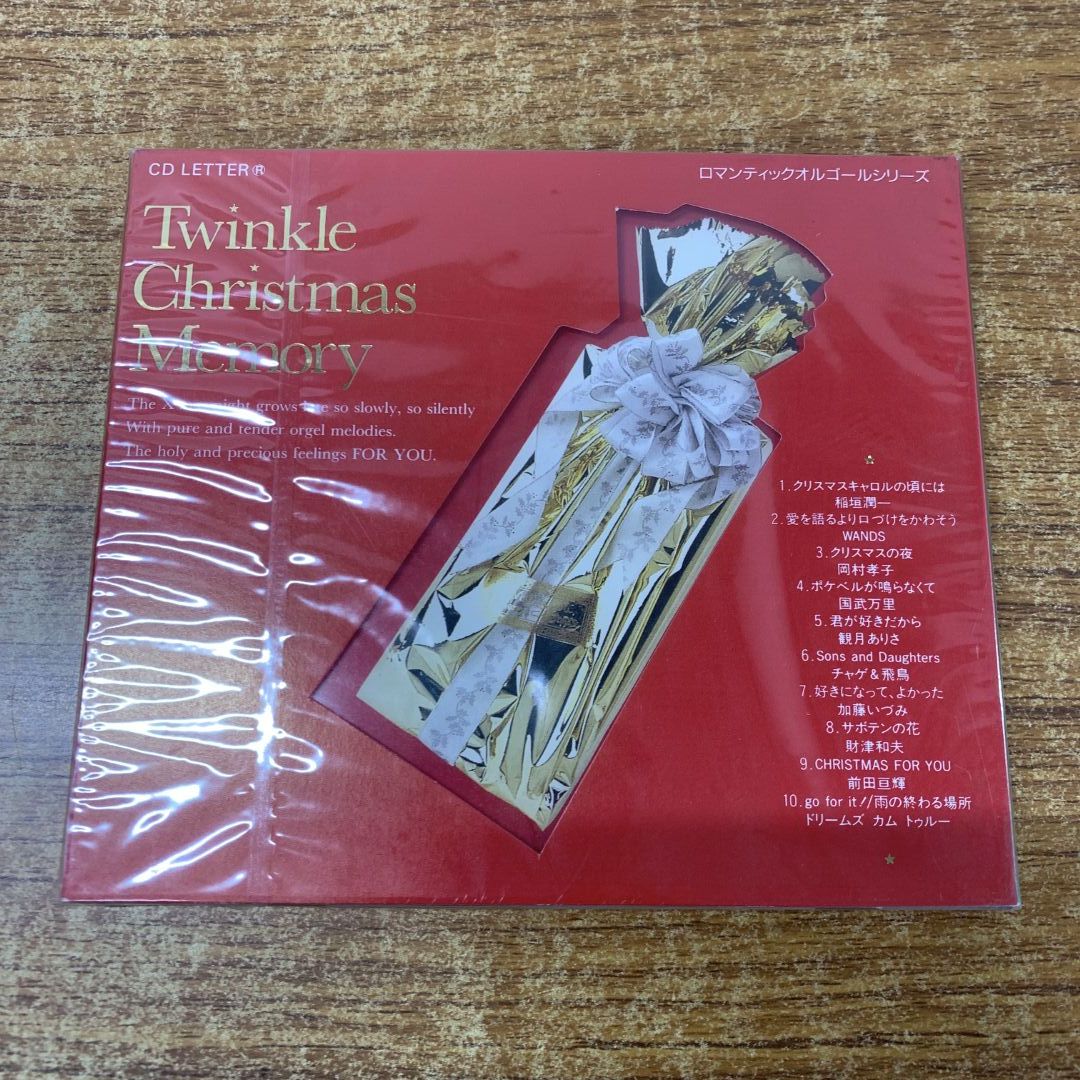 CD LETTER®
ロマンティックオルゴールシリーズ
Twinkle
Christmas
Memory
The night grows so slowly, so silently
With pure and tender orgel melodies.
The holy and precious feelings FOR YOU.
1.クリスマスキャロルの頃には
稲垣潤一
2.愛を語るより口づけをかわそう
WANDS
3.クリスマスの夜
岡村孝子
4.ポケベルが鳴らなくて
国武万里
5.君が好きだから
観月ありさ
6.Sons and Daughters
チャゲ&飛鳥
7.好きになって、よかった
加藤いづみ
8.サボテンの花
財津和夫
9.CHRISTMAS FOR YOU
前田亘輝
10.go for it!/雨の終わる場所
ドリームズ カム トゥルー